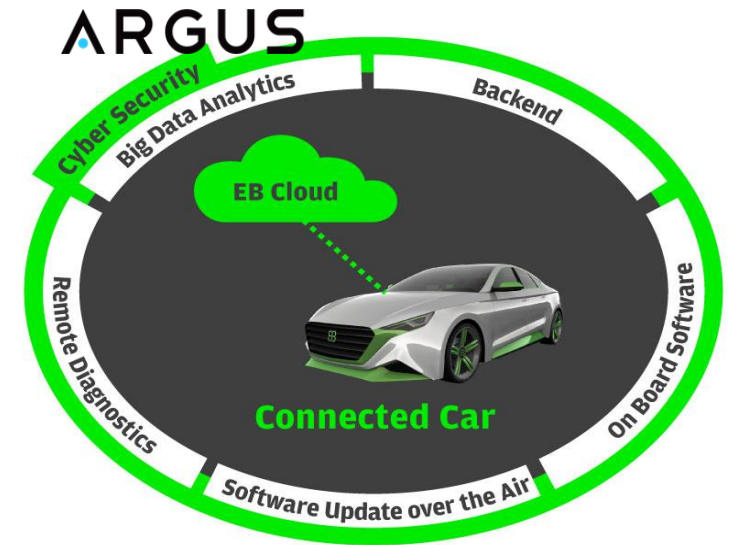 ARGUS
Cyber Security
Big Data Analytics
Backend
EB Cloud
Remote Diagnostics
On Board Software
Connected Car
Software Update over the Air